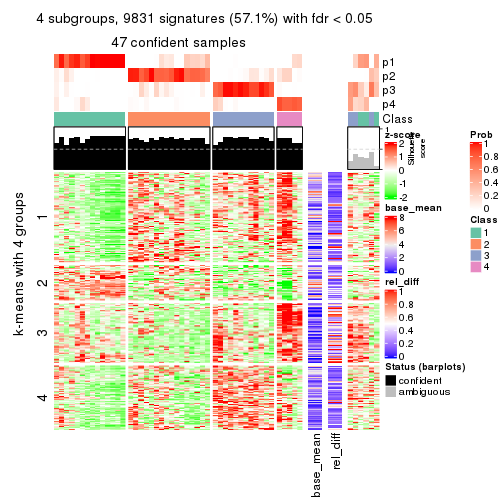 4 subgroups, 9831 signatures (57.1%) with fdr < 0.05
47 confident samples
p1
p2
p3
p4
Class
1
Silhouette
score
k-means with 4 groups
1
2
3
4
base_mean
rel_diff
z-score
2
1
0
-1
-2
base_mean
8
6
4
2
0
rel_diff
1
0.8
0.6
0.4
0.2
0
Status (barplots)
confident
ambiguous
Prob
1
0.8
0.6
0.4
0.2
0
Class
1
2
3
4